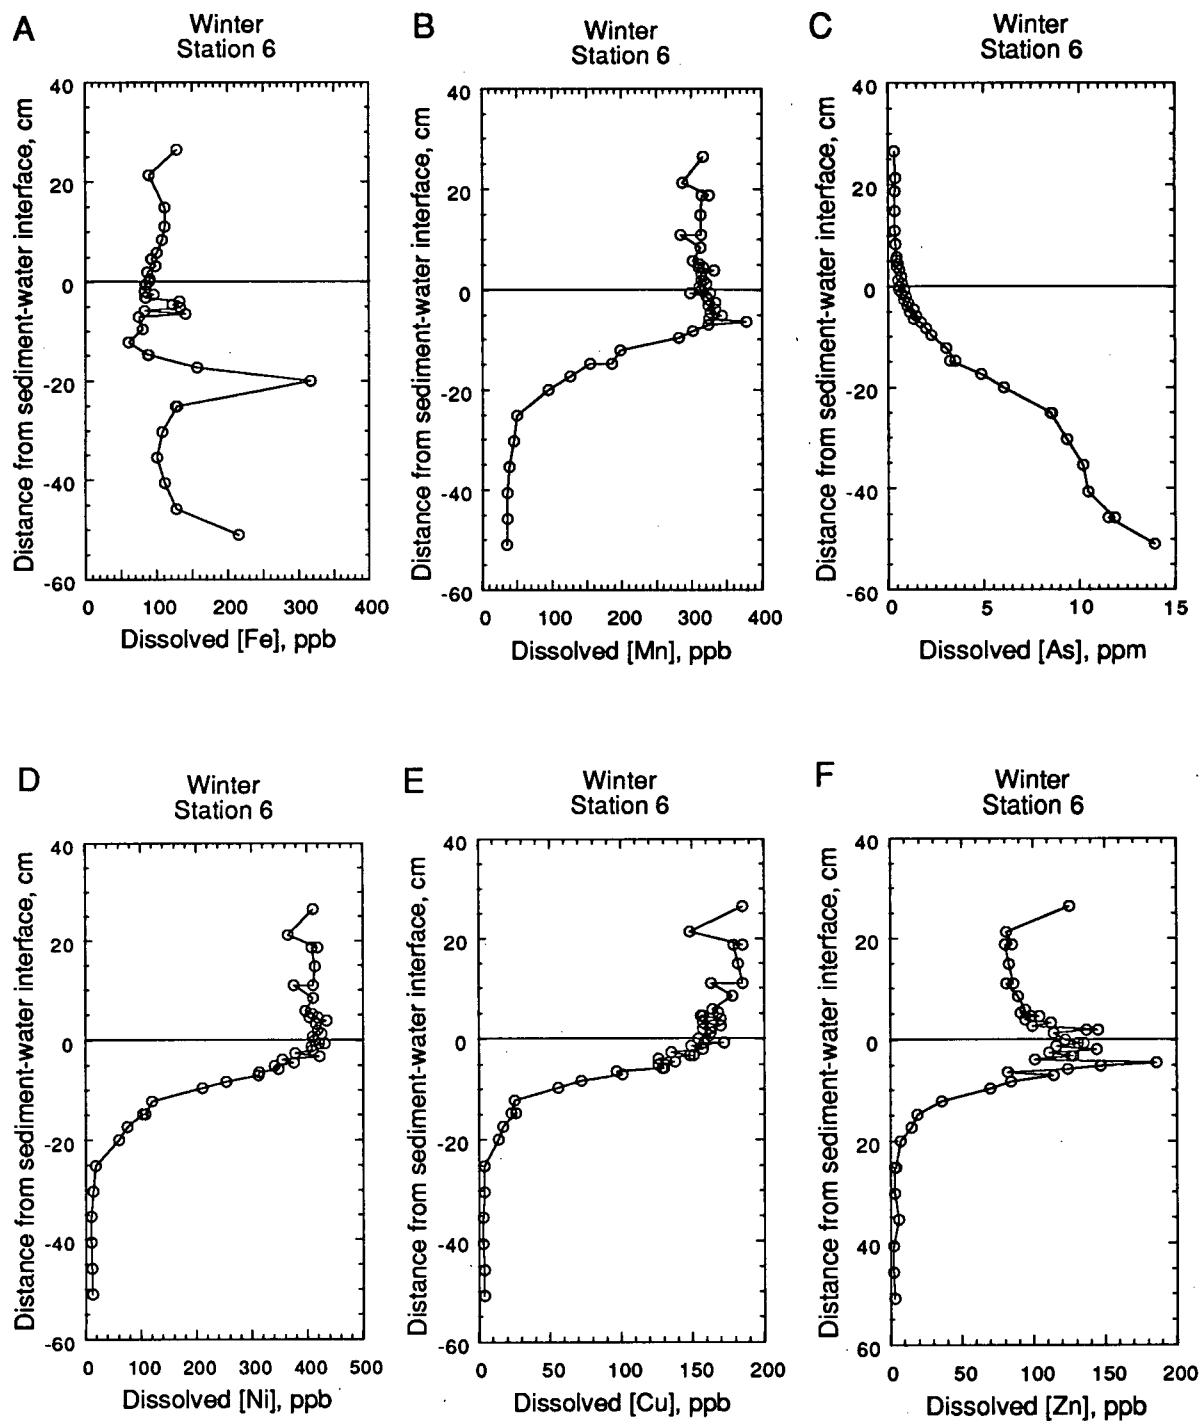 A
Winter
Station 6
Distance from sediment-water interface, cm
40
20
0
-20
-40
-60
0 100 200 300 400
Dissolved [Fe], ppb
B
Winter
Station 6
Distance from sediment-water interface, cm
40
20
0
-20
-40
-60
0 100 200 300 400
Dissolved [Mn], ppb
C
Winter
Station 6
Distance from sediment-water interface, cm
40
20
0
-20
-40
-60
0 5 10 15
Dissolved [As], ppm
D
Winter
Station 6
Distance from sediment-water interface, cm
40
20
0
-20
-40
-60
0 100 200 300 400 500
Dissolved [Ni], ppb
E
Winter
Station 6
Distance from sediment-water interface, cm
40
20
0
-20
-40
-60
0 50 100 150 200
Dissolved [Cu], ppb
F
Winter
Station 6
Distance from sediment-water interface, cm
40
20
0
20
40
60
0 50 100 150 200
Dissolved [Zn], ppb